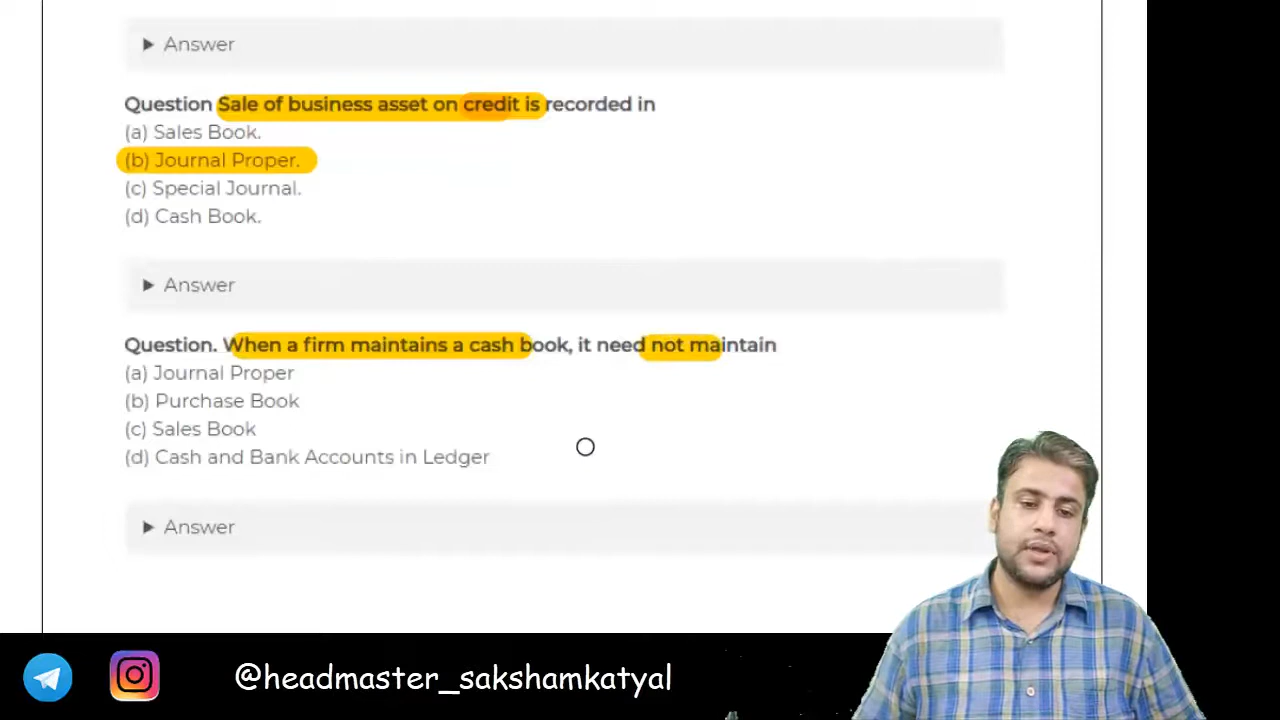 Answer
Question Sale of business asset on credit is recorded in
(a) Sales Book.
(b) Journal Proper.
(c) Special Journal.
(d) Cash Book.
Answer
Question. When a firm maintains a cash book, it need not maintain
(a) Journal Proper
(b) Purchase Book
(c) Sales Book
(d) Cash and Bank Accounts in Ledger
Answer
@headmaster_sakshamkatyal